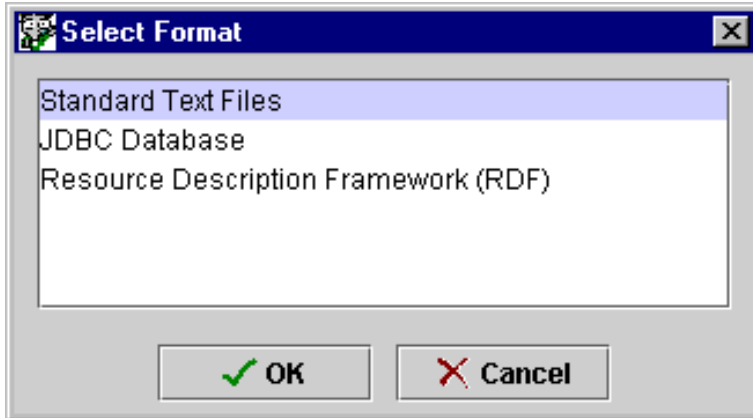 Select Format
Standard Text Files
JDBC Database
Resource Description Framework (RDF)
OK
Cancel